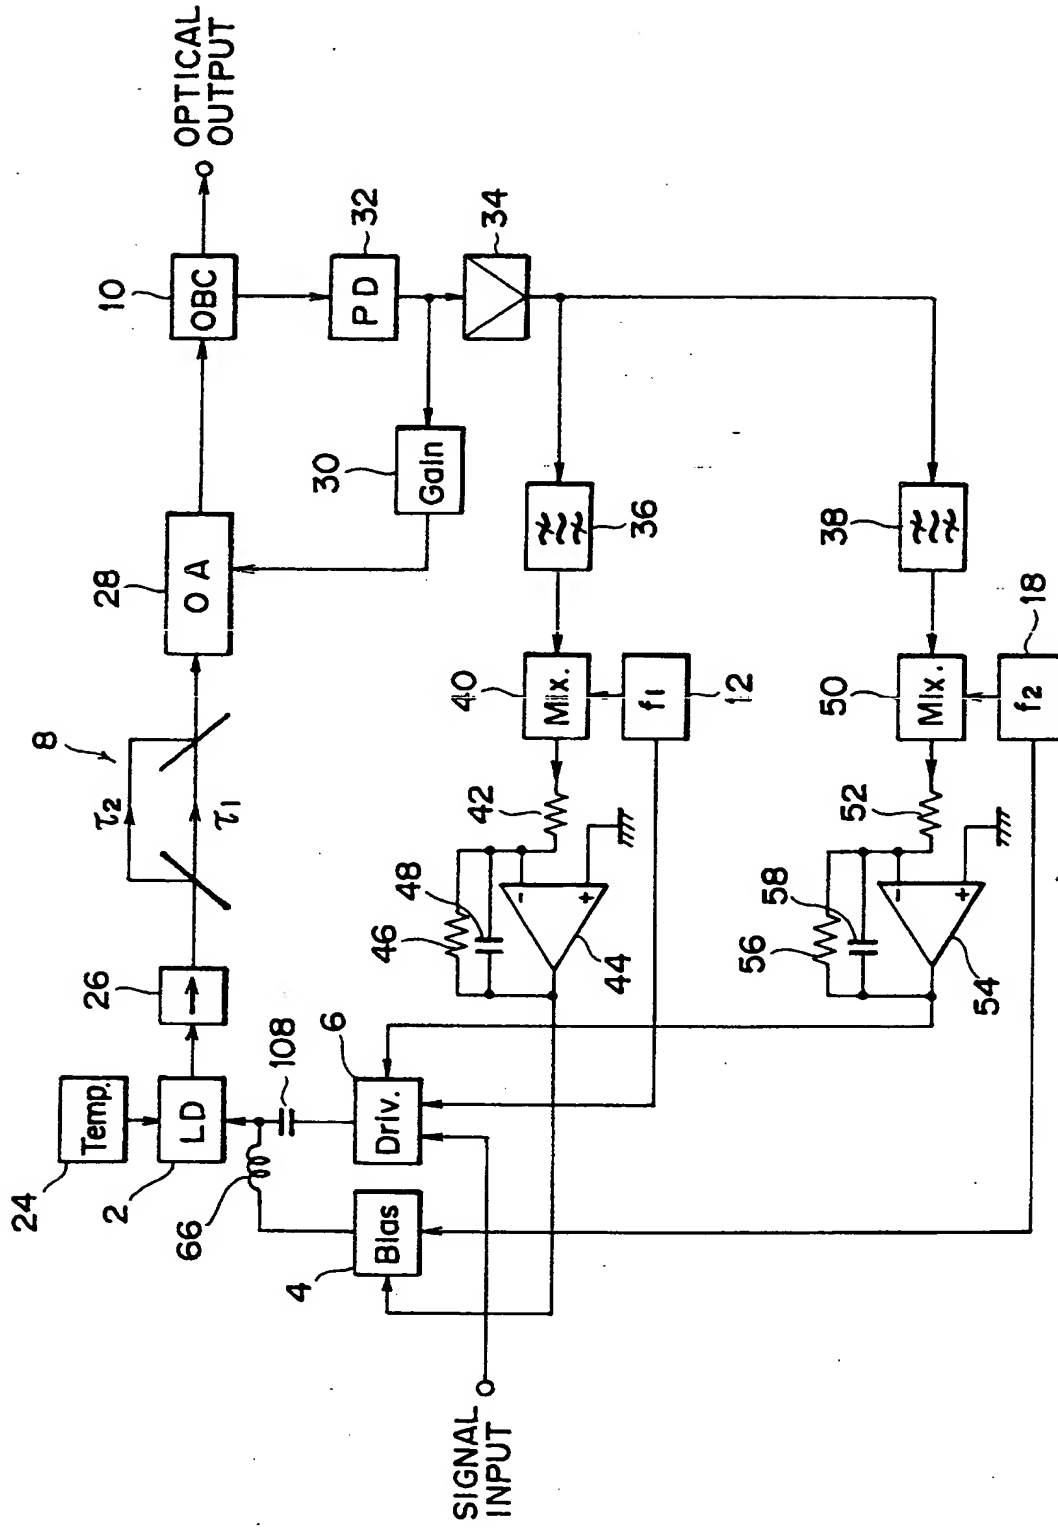 24
Temp.
2
LD
26
8
τ2
τ1
28
OA
10
OBC
OPTICAL
OUTPUT
66
108
30
Gain
PD
32
34
4
Bias
6
Driv.
46
48
-
+
44
42
40
Mix.
f1
12
36
SIGNAL
INPUT
56
58
-
+
54
52
50
Mix.
f2
18
38